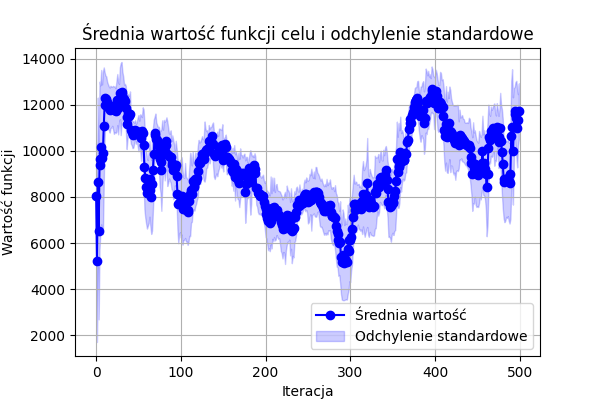 Średnia wartość funkcji celu i odchylenie standardowe
Wartość funkcji
14000
12000
10000
8000
6000
4000
2000
0
100
200
300
400
500
Iteracja
Średnia wartość
Odchylenie standardowe